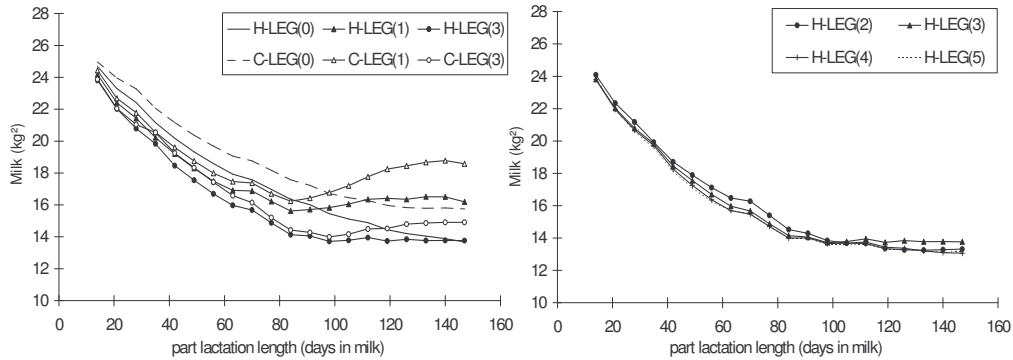 H-LEG(0) H-LEG(1) H-LEG(3)
C-LEG(0) C-LEG(1) C-LEG(3)
28
26
24
22
20
18
16
14
12
10
Milk (kg²)
0 20 40 60 80 100 120 140 160
part lactation length (days in milk)
H-LEG(2) H-LEG(3)
H-LEG(4) H-LEG(5)
28
26
24
22
20
18
16
14
12
10
Milk (kg²)
0 20 40 60 80 100 120 140 160
part lactation length (days in milk)